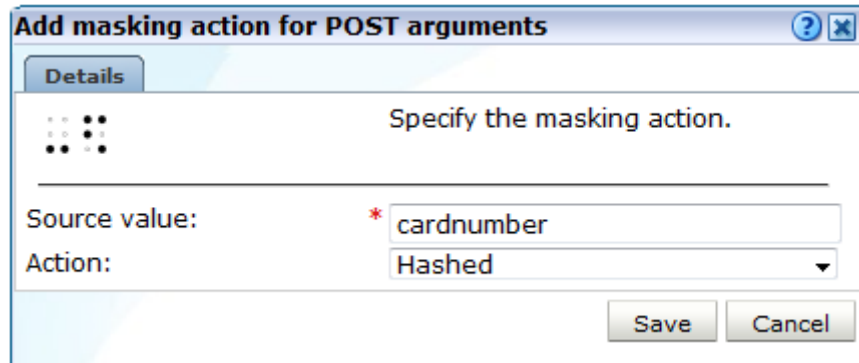 Add masking action for POST arguments
Details
Specify the masking action.
Source value: * cardnumber
Action: Hashed
Save Cancel